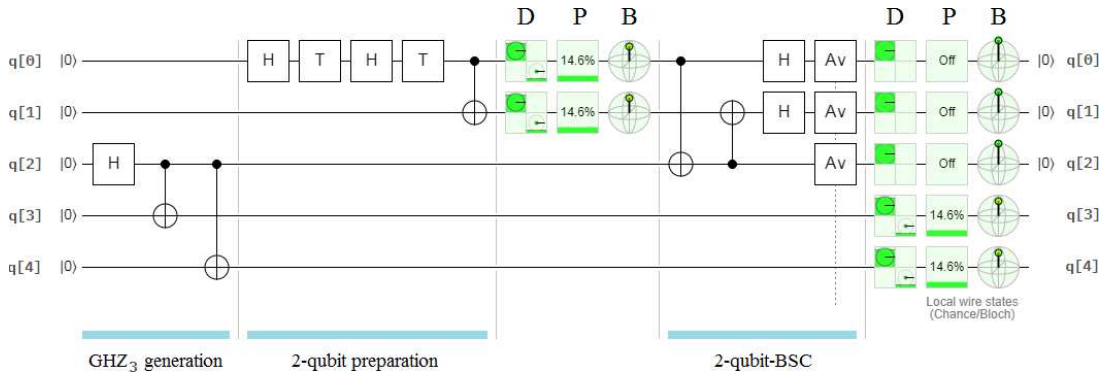 D P B D P B
q[0] |0⟩ H T H T 14.6% H Av Off |0⟩ q[0]
q[1] |0⟩ 14.6% H Av Off |0⟩ q[1]
q[2] |0⟩ H Av Off |0⟩ q[2]
q[3] |0⟩ 14.6% q[3]
q[4] |0⟩ 14.6% q[4]
Local wire states
(Chance/Bloch)
GHZ₃ generation 2-qubit preparation 2-qubit-BSC